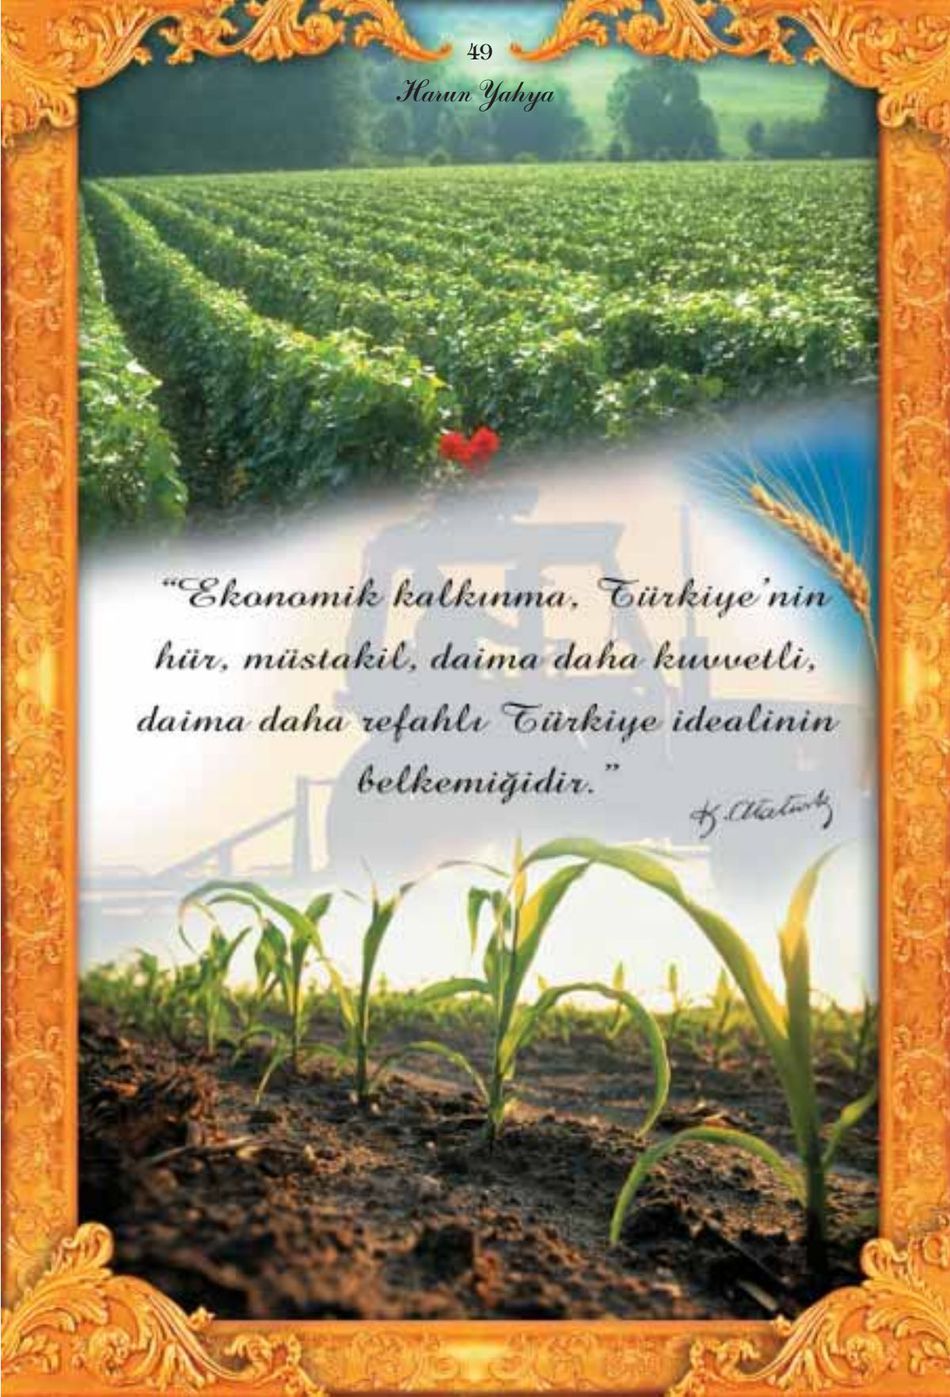 49
Harun Yahya
“Ekonomik kalkınma, Türkiye’nin
hür, müstakil, daima daha kuvvetli,
daima daha refahlı Türkiye idealinin
belkemiğidir.”
K. Atatürk